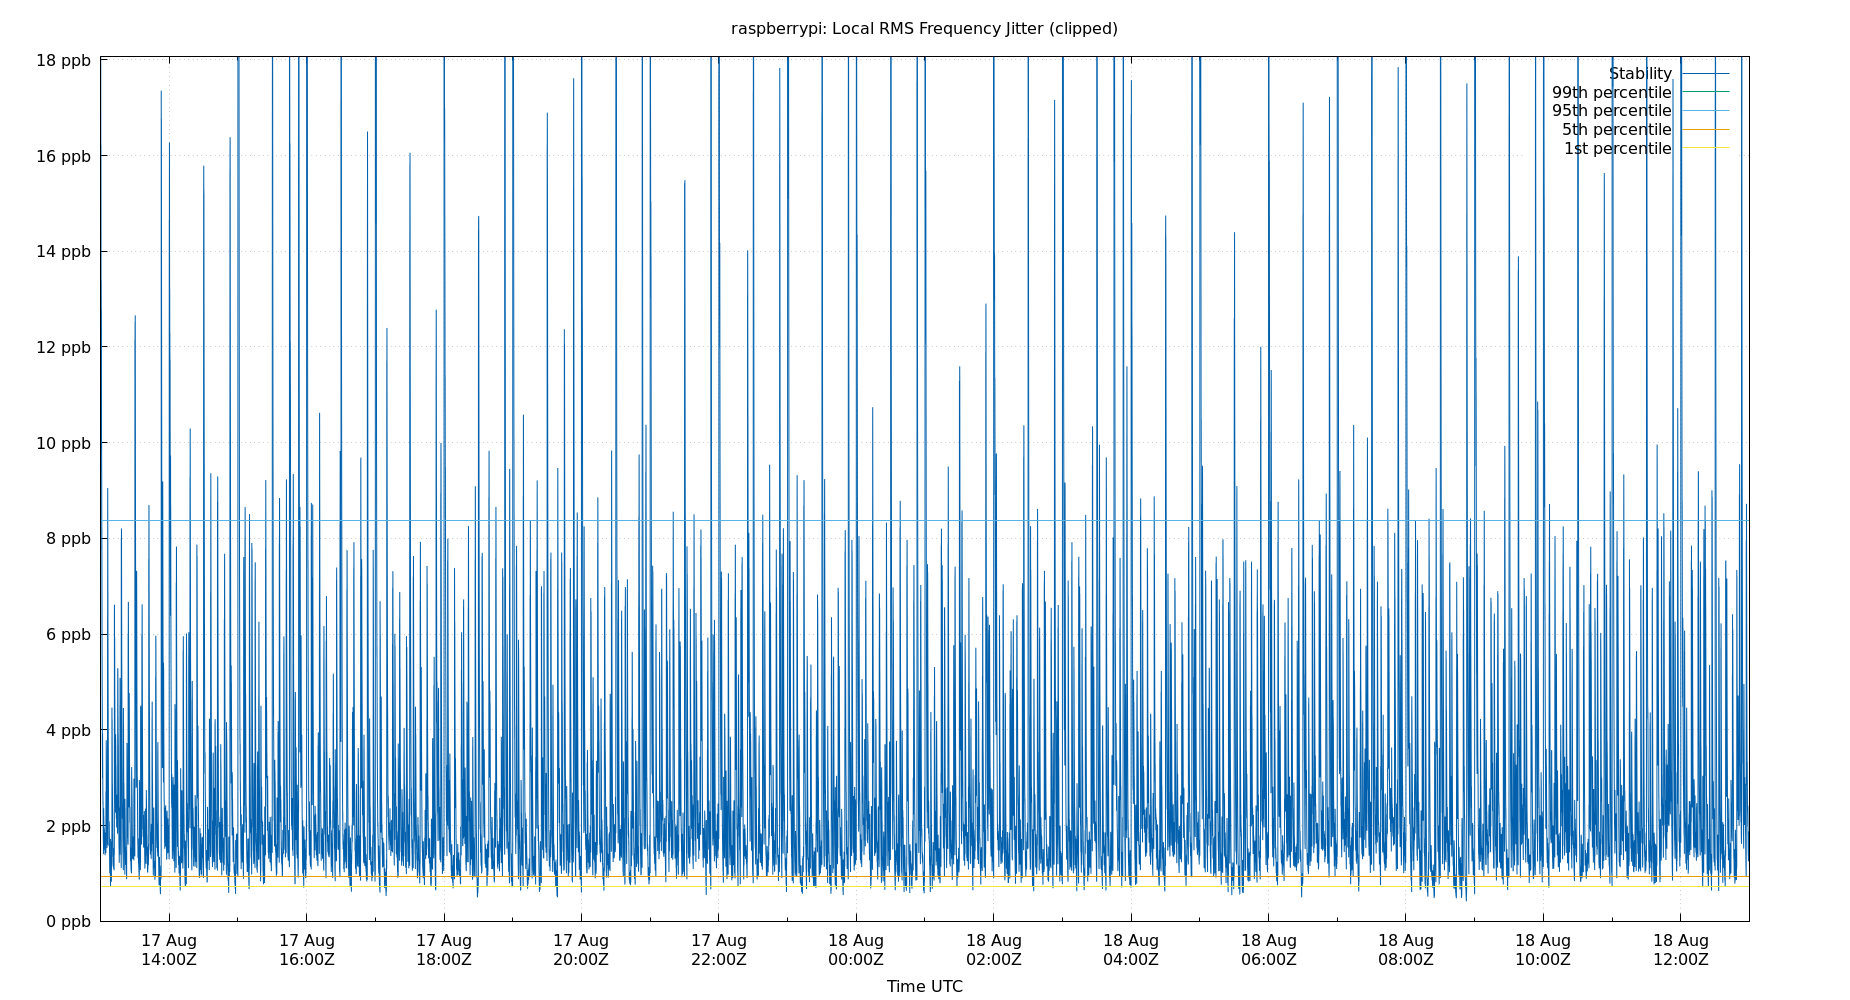 raspberrypi: Local RMS Frequency Jitter (clipped)
18 ppb
16 ppb
14 ppb
12 ppb
10 ppb
8 ppb
6 ppb
4 ppb
2 ppb
0 ppb
Stability
99th percentile
95th percentile
5th percentile
1st percentile
17 Aug 17 Aug 17 Aug 17 Aug 17 Aug 18 Aug 18 Aug 18 Aug 18 Aug 18 Aug 18 Aug 18 Aug
14:00Z 16:00Z 18:00Z 20:00Z 22:00Z 00:00Z 02:00Z 04:00Z 06:00Z 08:00Z 10:00Z 12:00Z
Time UTC